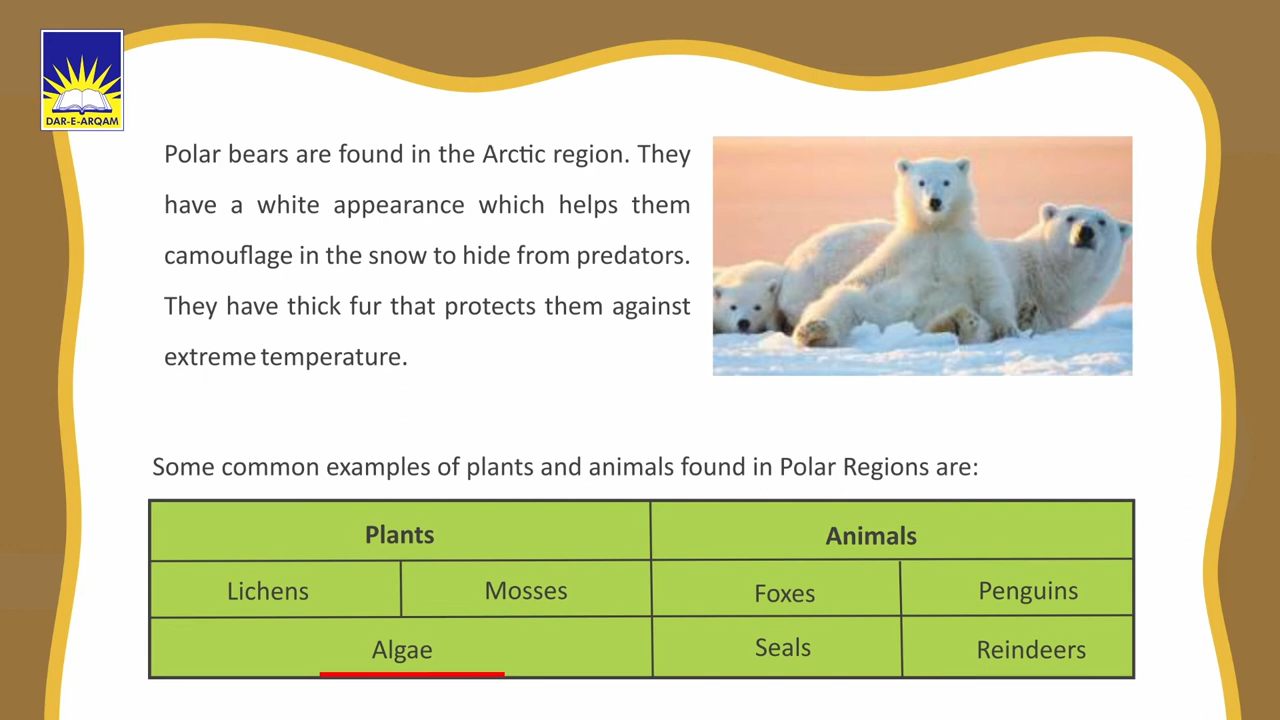 DAR-E-ARQAM
Polar bears are found in the Arctic region. They
have a white appearance which helps them
camouflage in the snow to hide from predators.
They have thick fur that protects them against
extreme temperature.
Some common examples of plants and animals found in Polar Regions are:
Plants Animals
Lichens Mosses Foxes Penguins
Algae Seals Reindeers